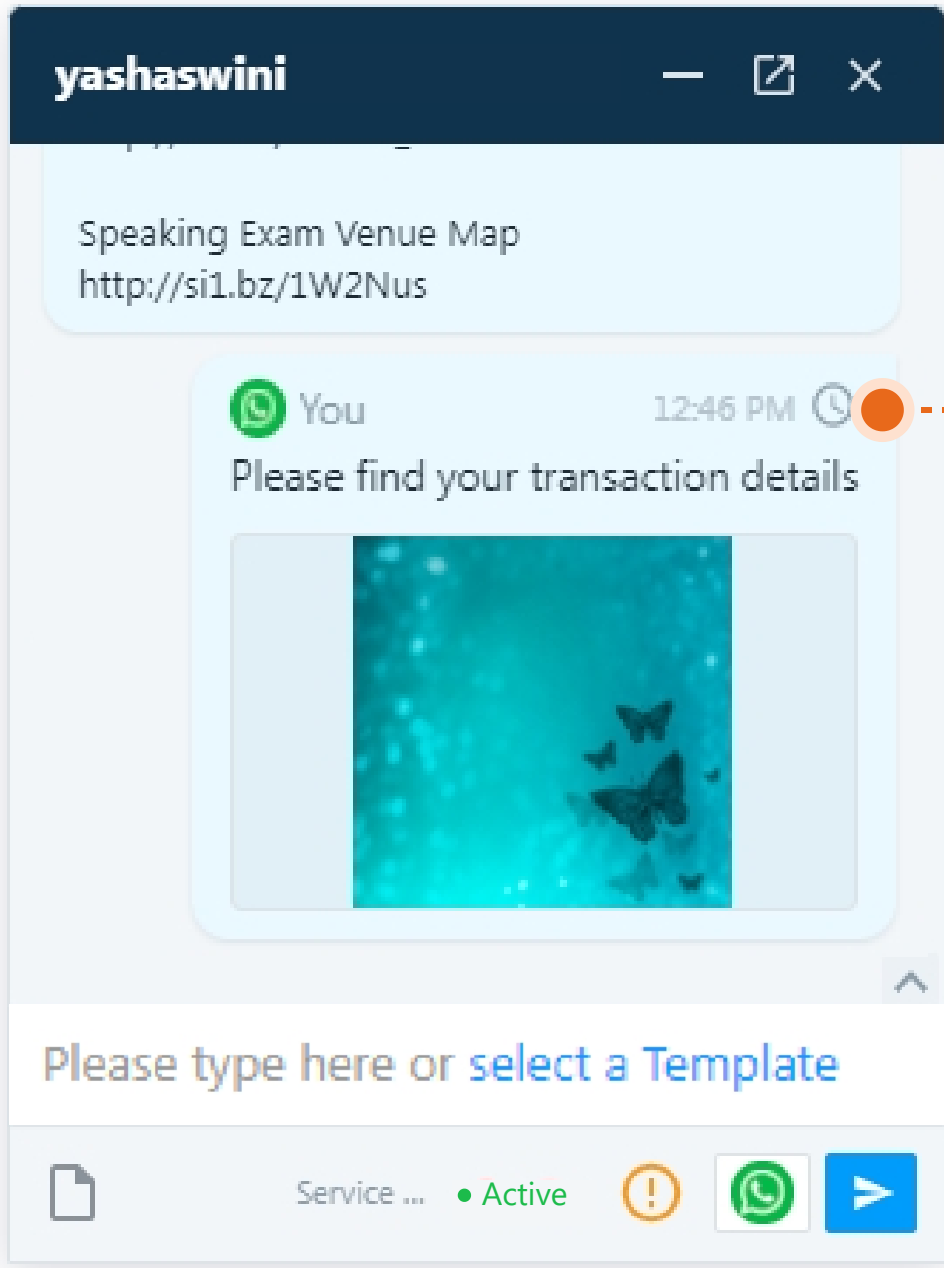 yashaswini
Speaking Exam Venue Map
http://si1.bz/1W2Nus
You 12:46 PM
Please find your transaction details
Please type here or select a Template
Service ... • Active